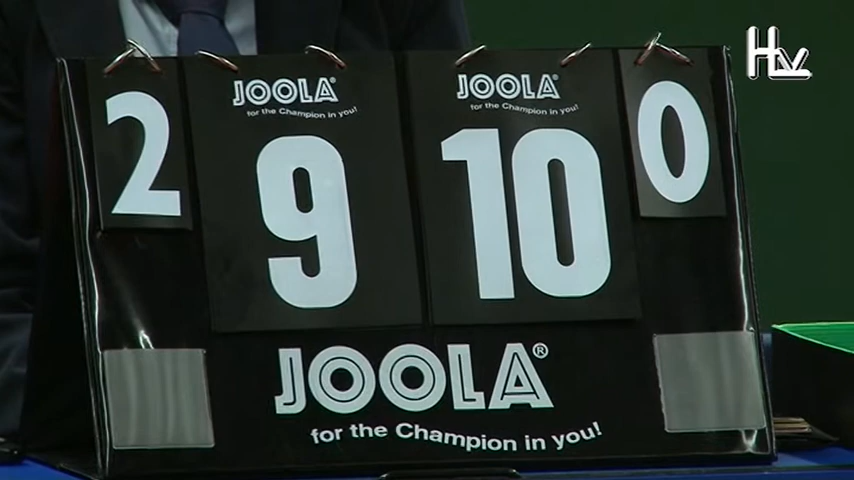 HLV
2 9 10 0
JOOLA® JOOLA®
for the Champion in you! for the Champion in you!
JOOLA®
for the Champion in you!